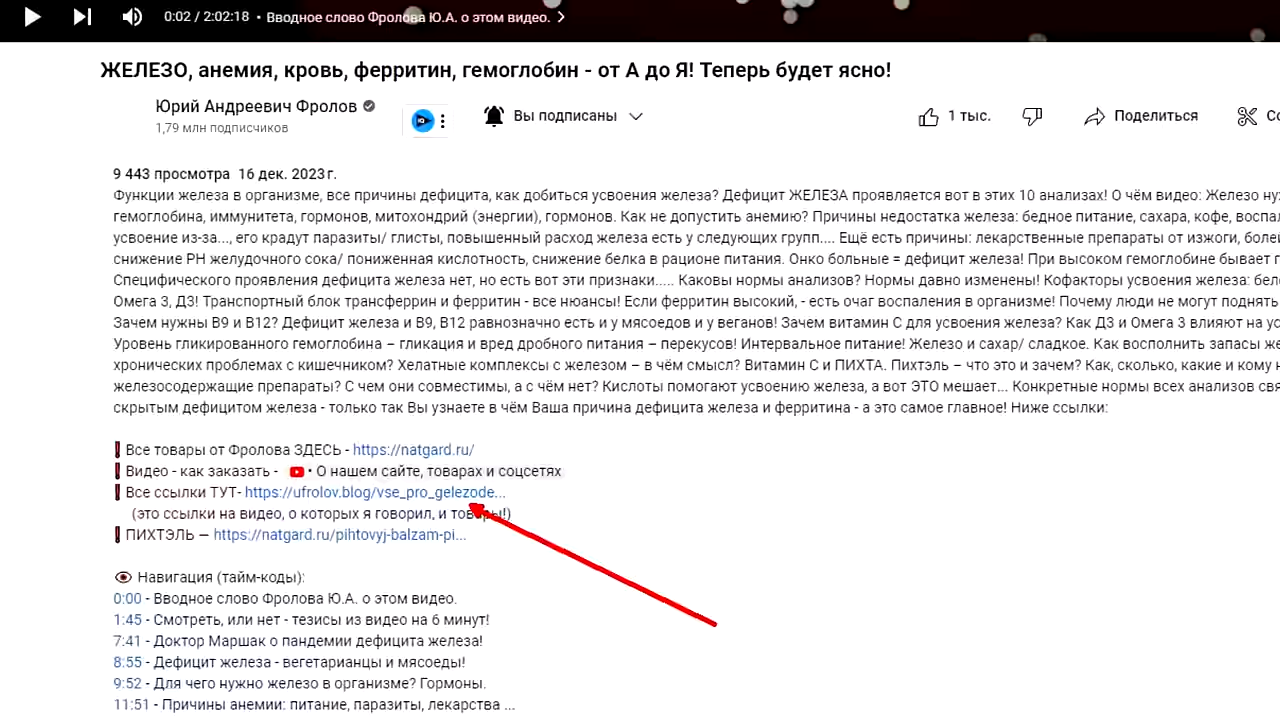 0:02 / 2:02:18 • Вводное слово Фролова Ю.А. о этом видео.
ЖЕЛЕЗО, анемия, кровь, ферритин, гемоглобин - от А до Я! Теперь будет ясно!
Юрий Андреевич Фролов
1,79 млн подписчиков
Вы подписаны
1 тыс.
Поделиться
9 443 просмотра 16 дек. 2023 г.
Функции железа в организме, все причины дефицита, как добиться усвоения железа? Дефицит ЖЕЛЕЗА проявляется вот в этих 10 анализах! О чём видео: Железо
гемоглобина, иммунитета, гормонов, митохондрий (энергии), гормонов. Как не допустить анемию? Причины недостатка железа: бедное питание, сахара, кофе,
усвоение из-за..., его крадут паразиты/ глисты, повышенный расход железа есть у следующих групп.... Ещё есть причины: лекарственные препараты от изжоги,
снижение PH желудочного сока/ пониженная кислотность, снижение белка в рационе питания. Онко больные = дефицит железа! При высоком гемоглобине бывает
Специфического проявления дефицита железа нет, но есть вот эти признаки..... Каковы нормы анализов? Нормы давно изменены! Кофакторы усвоения железа:
Омега 3, Д3! Транспортный блок трансферрин и ферритин - все нюансы! Если ферритин высокий, - есть очаг воспаления в организме! Почему люди не могут поднять
Зачем нужны В9 и В12? Дефицит железа и В9, В12 равнозначно есть и у мясоедов и у веганов! Зачем витамин С для усвоения железа? Как Д3 и Омега 3 влияют на
Уровень гликированного гемоглобина – гликация и вред дробного питания – перекусов! Интервальное питание! Железо и сахар/ сладкое. Как восполнить запасы
хронических проблемах с кишечником? Хелатные комплексы с железом – в чём смысл? Витамин С и ПИХТА. Пихтэль – что это и зачем? Как, сколько, какие и кому
железосодержащие препараты? С чем они совместимы, а с чем нет? Кислоты помогают усвоению железа, а вот ЭТО мешает... Конкретные нормы всех анализов
скрытым дефицитом железа - только так Вы узнаете в чём Ваша причина дефицита железа и ферритина - а это самое главное! Ниже ссылки:
❗Все товары от Фролова ЗДЕСЬ - https://natgard.ru/
❗Видео - как заказать - • О нашем сайте, товарах и соцсетях
❗Все ссылки ТУТ- https://ufrolov.blog/vse_pro_gelezode...
(это ссылки на видео, о которых я говорил, и товары!)
❗ПИХТЭЛЬ — https://natgard.ru/pihtovyj-balzam-pi...
Навигация (тайм-коды):
0:00 - Вводное слово Фролова Ю.А. о этом видео.
1:45 - Смотреть, или нет - тезисы из видео на 6 минут!
7:41 - Доктор Маршак о пандемии дефицита железа!
8:55 - Дефицит железа - вегетарианцы и мясоеды!
9:52 - Для чего нужно железо в организме? Гормоны.
11:51 - Причины анемии: питание, паразиты, лекарства ...